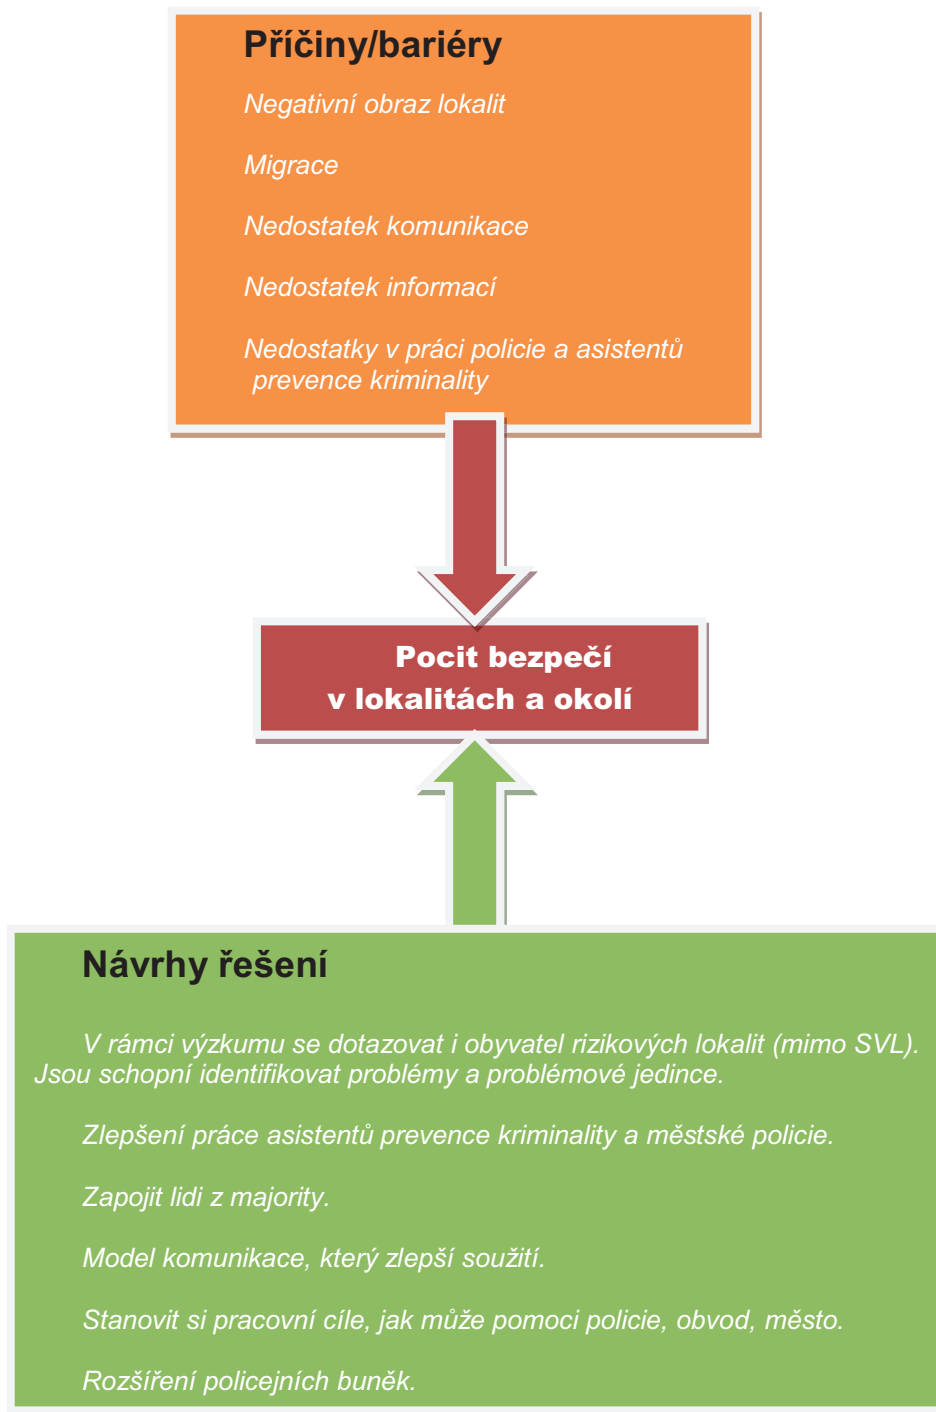 Příčiny/bariéry
Negativní obraz lokalit
Migrace
Nedostatek komunikace
Nedostatek informací
Nedostatky v práci policie a asistentů
prevence kriminality
Pocit bezpečí
v lokalitách a okolí
Návrhy řešení
V rámci výzkumu se dotazovat i obyvatel rizikových lokalit (mimo SVL).
Jsou schopní identifikovat problémy a problémové jedince.
Zlepšení práce asistentů prevence kriminality a městské policie.
Zapojit lidi z majority.
Model komunikace, který zlepší soužití.
Stanovit si pracovní cíle, jak může pomoci policie, obvod, město.
Rozšíření policejních buněk.